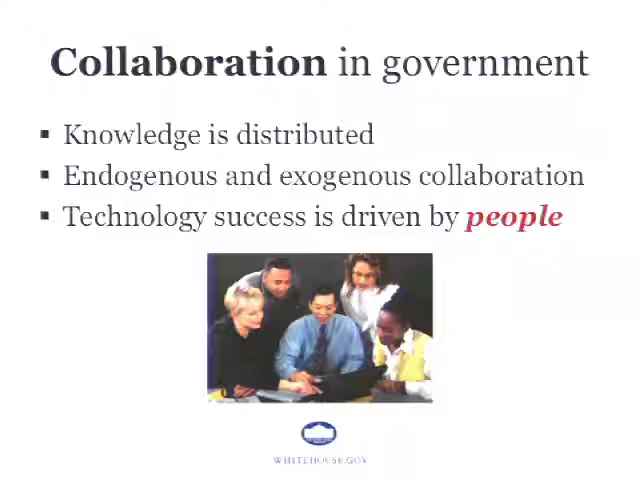 Collaboration in government
▪ Knowledge is distributed
▪ Endogenous and exogenous collaboration
▪ Technology success is driven by people
WHITEHOUSE.GOV